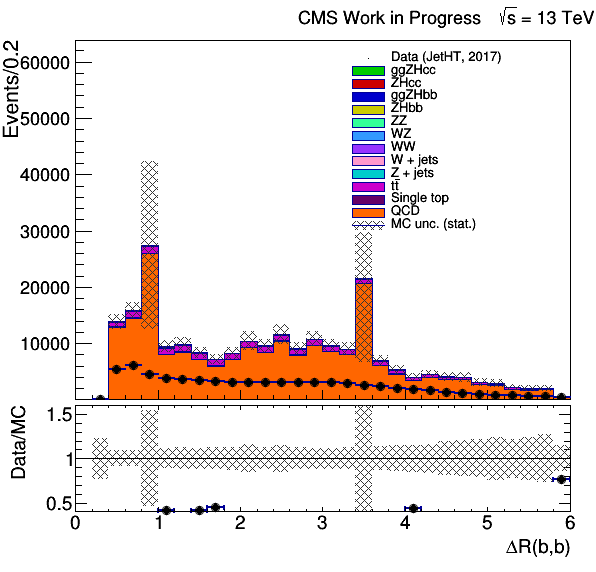 CMS Work in Progress √s = 13 TeV
Events/0.2
60000
50000
40000
30000
20000
10000
Data (JetHT, 2017)
ggZHcc
ZHcc
ggZHbb
ZHbb
ZZ
WZ
WW
W + jets
Z + jets
tt̄
Single top
QCD
MC unc. (stat.)
Data/MC
1.5
1
0.5
0 1 2 3 4 5 6
ΔR(b,b)